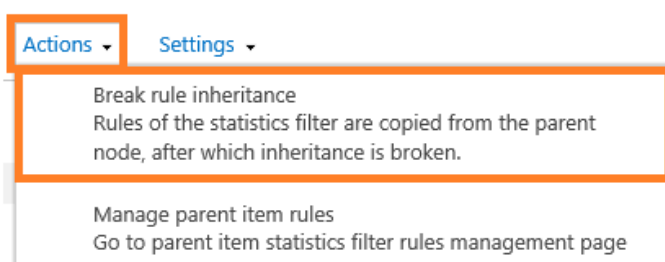 Actions Settings
Break rule inheritance
Rules of the statistics filter are copied from the parent
node, after which inheritance is broken.
Manage parent item rules
Go to parent item statistics filter rules management page